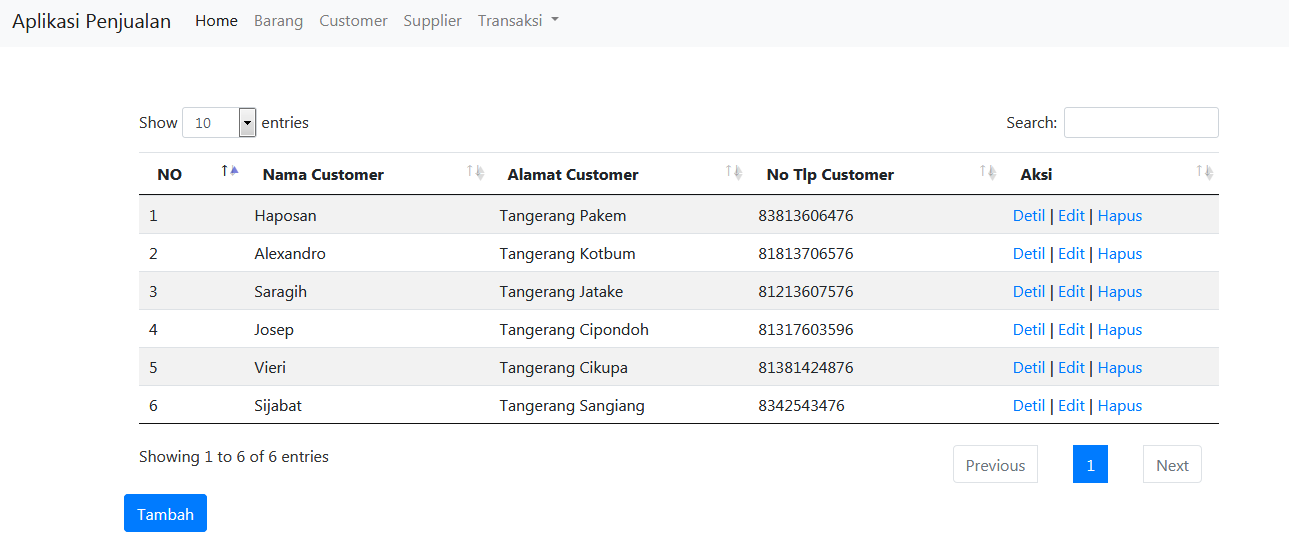 Aplikasi Penjualan Home Barang Customer Supplier Transaksi
Show 10 entries Search:
NO Nama Customer Alamat Customer No Tlp Customer Aksi
1 Haposan Tangerang Pakem 83813606476 Detil | Edit | Hapus
2 Alexandro Tangerang Kotbum 81813706576 Detil | Edit | Hapus
3 Saragih Tangerang Jatake 81213607576 Detil | Edit | Hapus
4 Josep Tangerang Cipondoh 81317603596 Detil | Edit | Hapus
5 Vieri Tangerang Cikupa 81381424876 Detil | Edit | Hapus
6 Sijabat Tangerang Sangiang 8342543476 Detil | Edit | Hapus
Showing 1 to 6 of 6 entries Previous 1 Next
Tambah